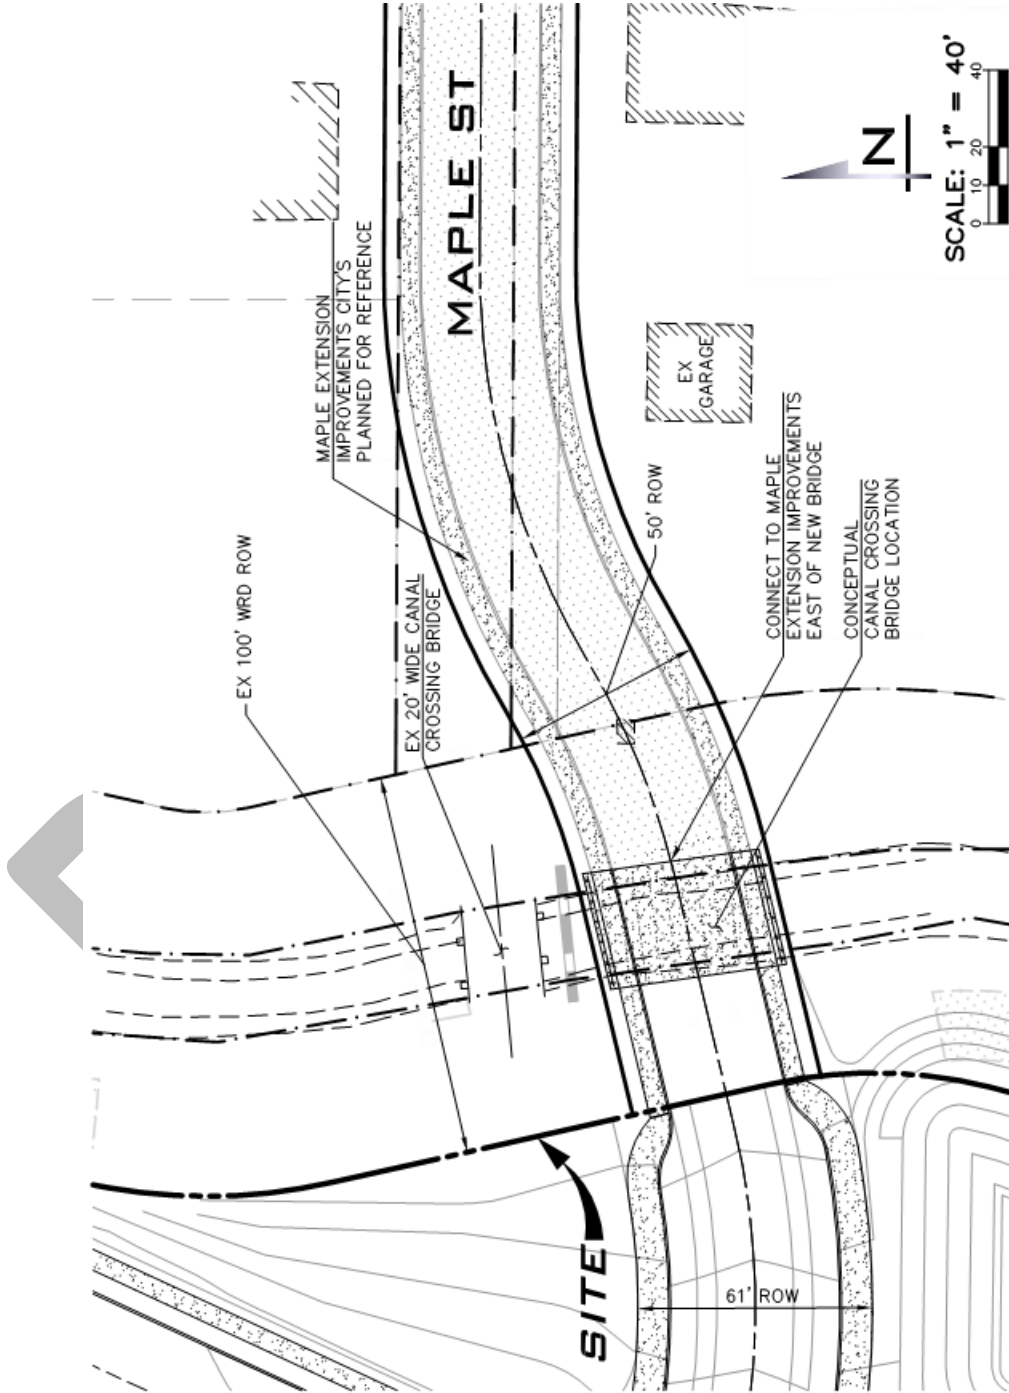 EX 100' WRD ROW
EX 20' WIDE CANAL
CROSSING BRIDGE
MAPLE EXTENSION
IMPROVEMENTS CITY'S
PLANNED FOR REFERENCE
MAPLE ST
50' ROW
EX
GARAGE
CONNECT TO MAPLE
EXTENSION IMPROVEMENTS
EAST OF NEW BRIDGE
CONCEPTUAL
CANAL CROSSING
BRIDGE LOCATION
SITE
61' ROW
N
SCALE: 1" = 40'
0 10 20 40